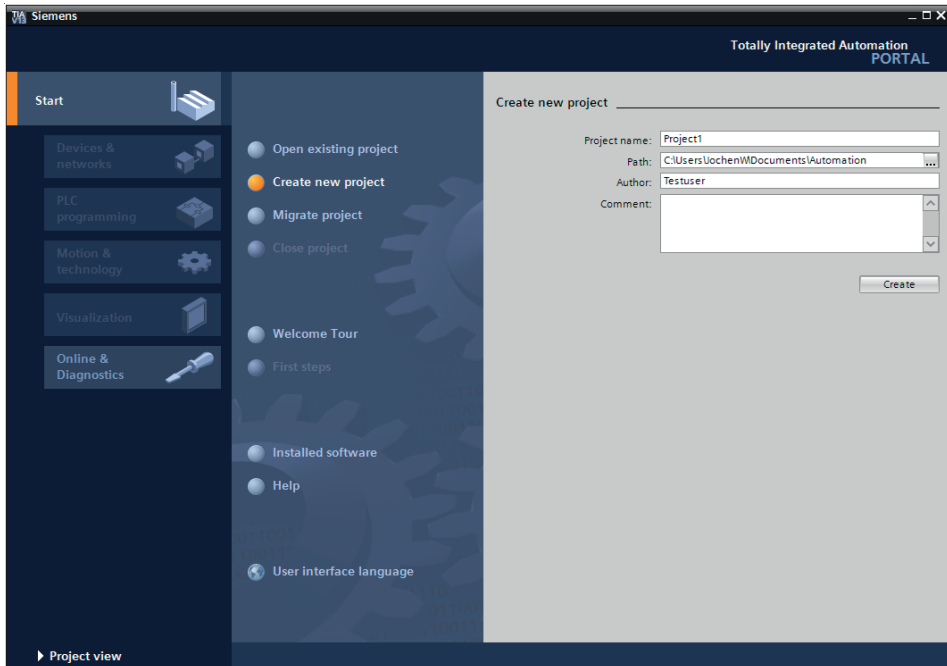 Siemens
Totally Integrated Automation
PORTAL
Start
Devices &
networks
PLC
programming
Motion &
technology
Visualization
Online &
Diagnostics
Open existing project
Create new project
Migrate project
Close project
Welcome Tour
First steps
Installed software
Help
User interface language
Create new project
Project name: Project1
Path: C:\Users\JochenW\Documents\Automation ...
Author: Testuser
Comment:
Create
Project view